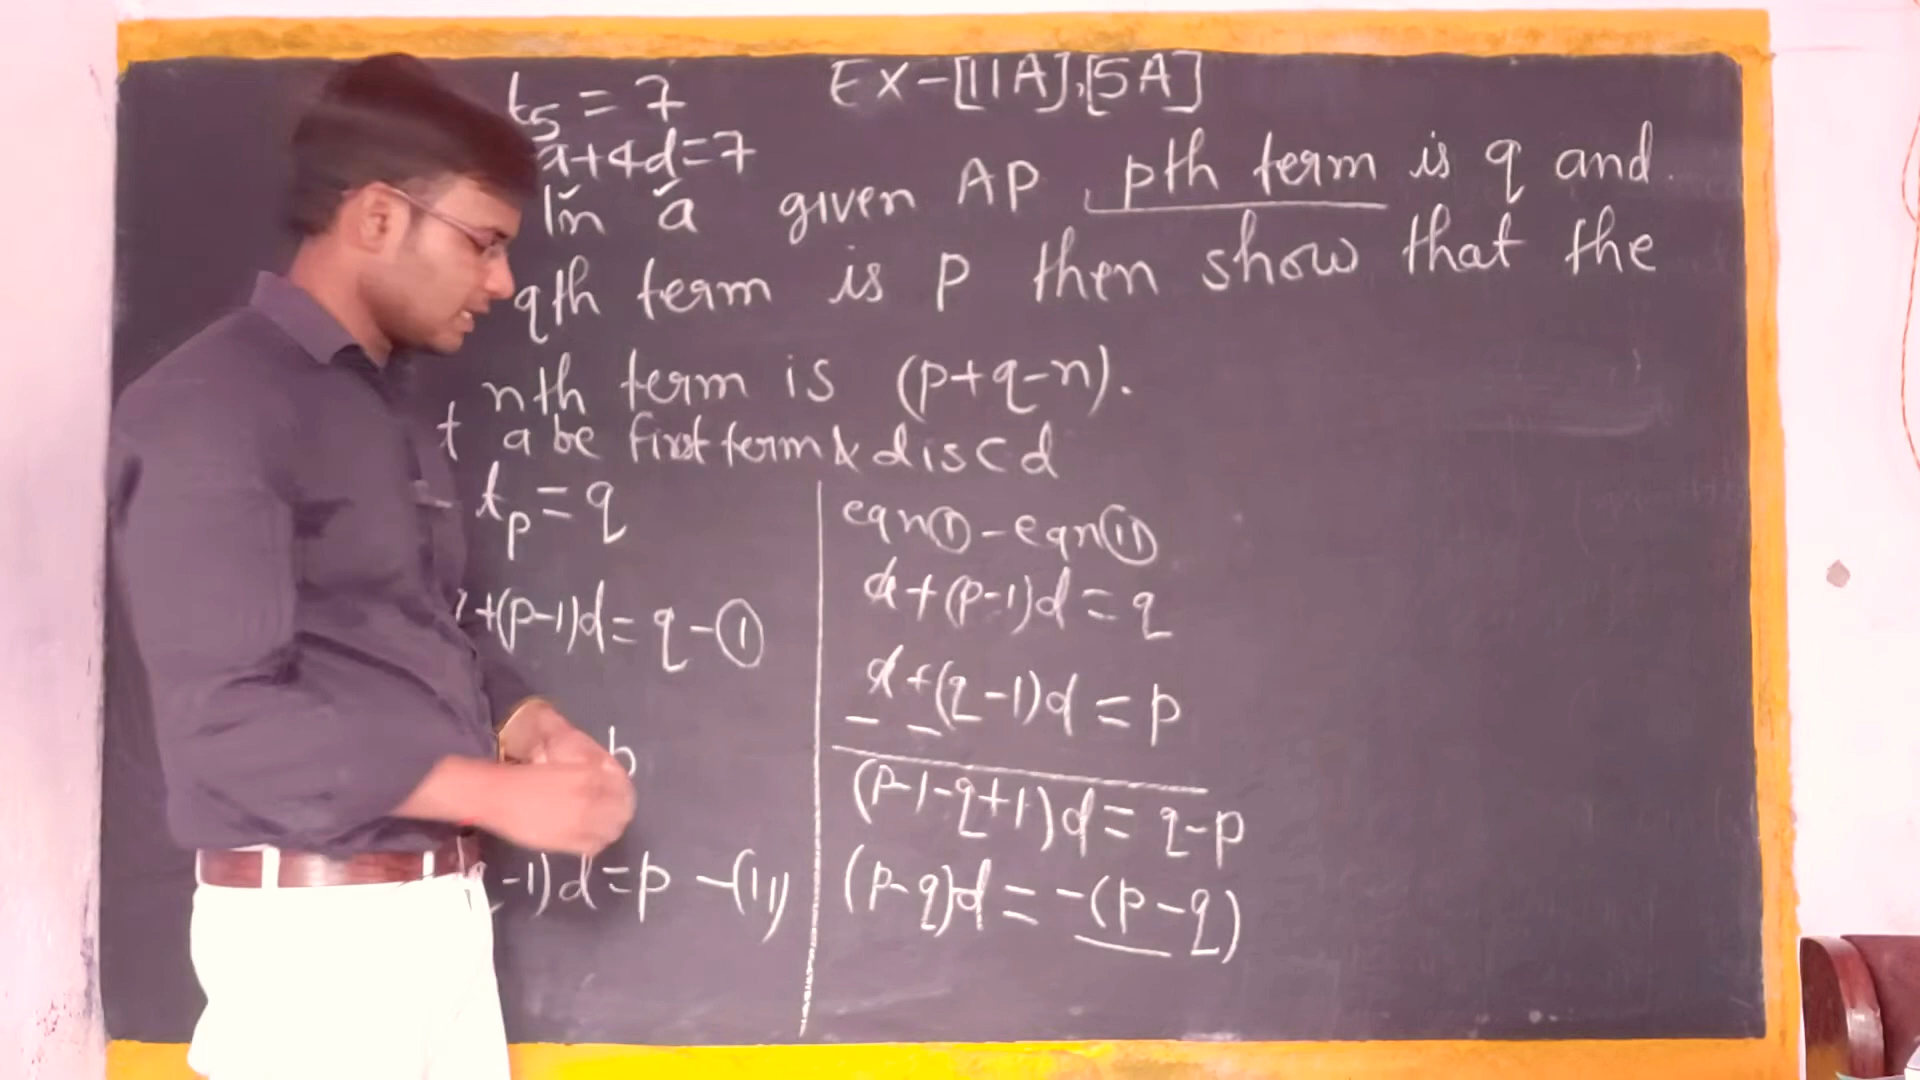 t5 = 7
EX-[11A],[5A]
a+4d=7
In a given AP pth term is q and
qth term is p then show that the
nth term is (p+q-n).
t a be first term & d is cd
tp = q
+(p-1)d = q - ①
-1)d = p - (11)
eqn① - eqn⑪
a+(p-1)d = q
a+(q-1)d = p
- -
(p-1-q+1)d = q-p
(p-q)d = -(p-q)